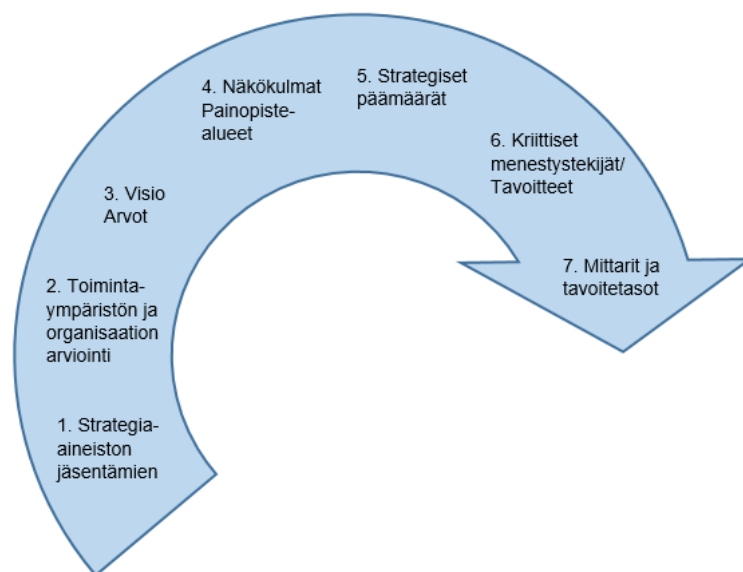 1. Strategia-
aineiston
jäsentämien
2. Toiminta-
ympäristön ja
organisaation
arviointi
3. Visio
Arvot
4. Näkökulmat
Painopiste-
alueet
5. Strategiset
päämäärät
6. Kriittiset
menestystekijät/
Tavoitteet
7. Mittarit ja
tavoitetasot